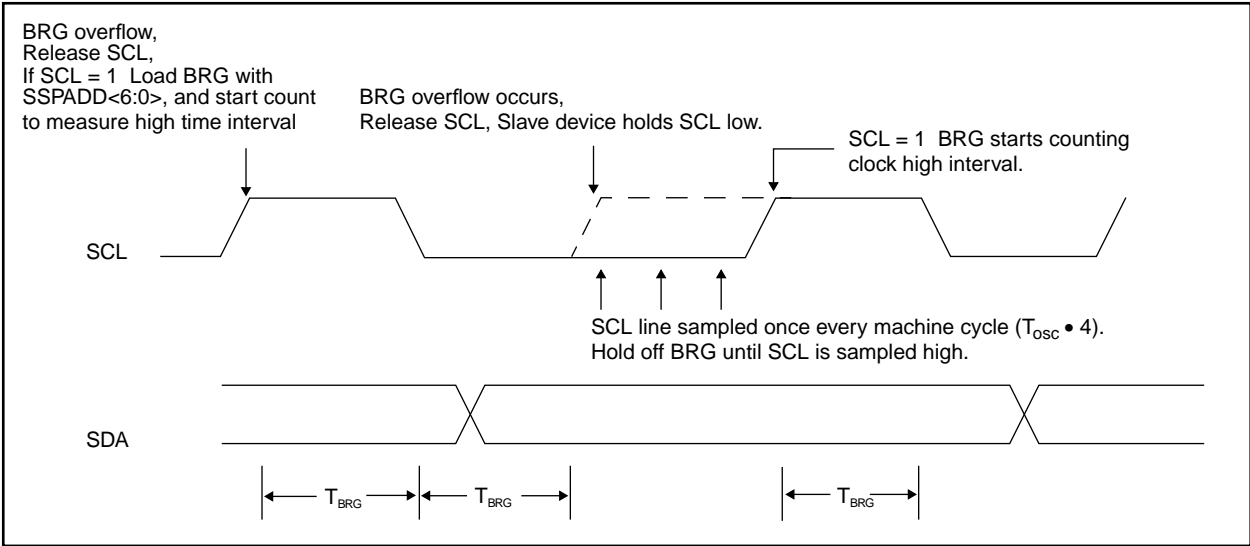 BRG overflow,
Release SCL,
If SCL = 1 Load BRG with
SSPADD<6:0>, and start count
to measure high time interval
BRG overflow occurs,
Release SCL, Slave device holds SCL low.
SCL = 1 BRG starts counting
clock high interval.
SCL
SCL line sampled once every machine cycle (Tosc • 4).
Hold off BRG until SCL is sampled high.
SDA
TBRG
TBRG
TBRG